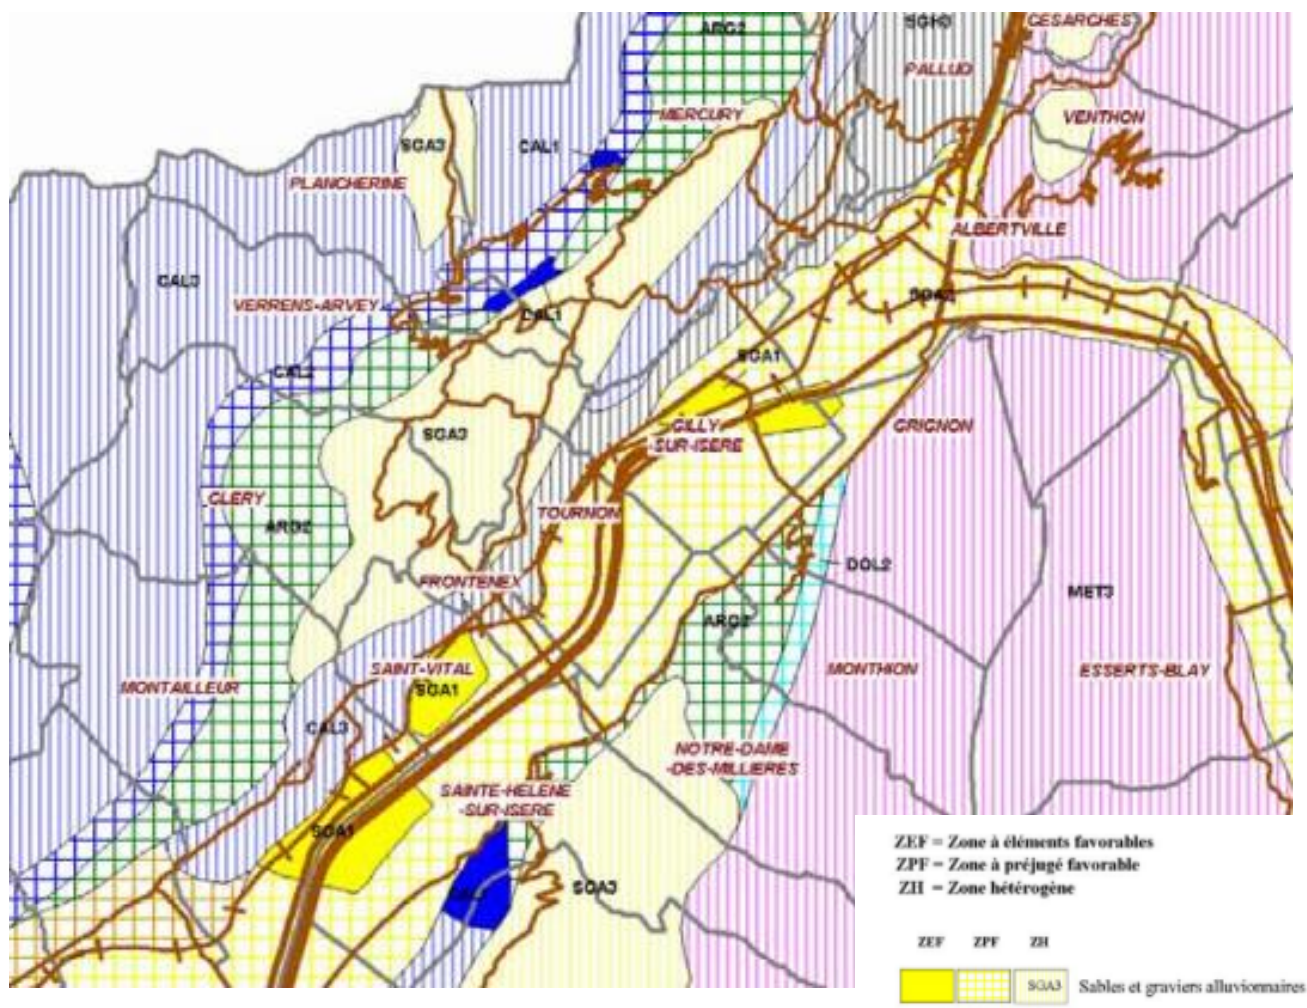 ARG2
SGH3
CESARCHES
PALLUD
MERCURY
VENTHON
SGA3
CAL1
PLANCHERINE
ALBERTVILLE
CAL3
VERRENS-ARVEY
CAL1
SGA2
SGA1
CAL2
SGA3
GILLY
-SUR-ISERE
GRIGNON
CLERY
ARG2
TOURNON
FRONTENEX
DOL2
MET3
ARG2
SAINT-VITAL
SGA1
MONTHION
ESSERTS-BLAY
MONTAILLEUR
CAL3
NOTRE-DAME
-DES-MILLIERES
SAINTE-HELENE
-SUR-ISERE
SGA1
SGA3
ZEF = Zone à éléments favorables
ZPF = Zone à préjugé favorable
ZH = Zone hétérogène
ZEF ZPF ZH
SGA3 Sables et graviers alluvionnaires